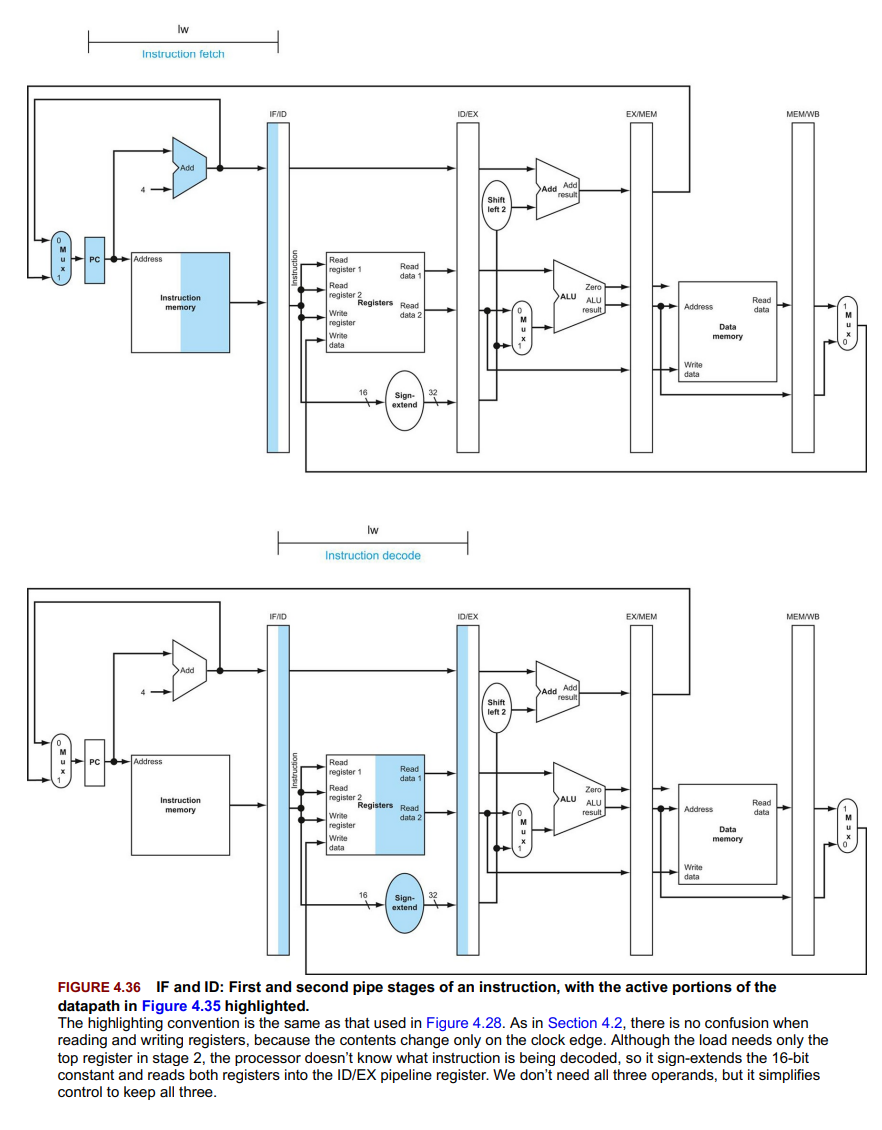 lw
Instruction fetch
IF/ID
ID/EX
EX/MEM
MEM/WB
Add
4
Shift
left 2
Add
Add
result
0
M
u
x
1
PC
Address
Instruction
memory
Instruction
Read
register 1
Read
register 2
Registers
Write
register
Write
data
Read
data 1
Read
data 2
16
Sign-
extend
32
0
M
u
x
1
ALU
Zero
ALU
result
Address
Read
data
Data
memory
Write
data
1
M
u
x
0
lw
Instruction decode
IF/ID
ID/EX
EX/MEM
MEM/WB
Add
4
Shift
left 2
Add
Add
result
0
M
u
x
1
PC
Address
Instruction
memory
Instruction
Read
register 1
Read
register 2
Registers
Write
register
Write
data
Read
data 1
Read
data 2
16
Sign-
extend
32
0
M
u
x
1
ALU
Zero
ALU
result
Address
Read
data
Data
memory
Write
data
1
M
u
x
0
FIGURE 4.36 IF and ID: First and second pipe stages of an instruction, with the active portions of the
datapath in Figure 4.35 highlighted.
The highlighting convention is the same as that used in Figure 4.28. As in Section 4.2, there is no confusion when
reading and writing registers, because the contents change only on the clock edge. Although the load needs only the
top register in stage 2, the processor doesn't know what instruction is being decoded, so it sign-extends the 16-bit
constant and reads both registers into the ID/EX pipeline register. We don't need all three operands, but it simplifies
control to keep all three.